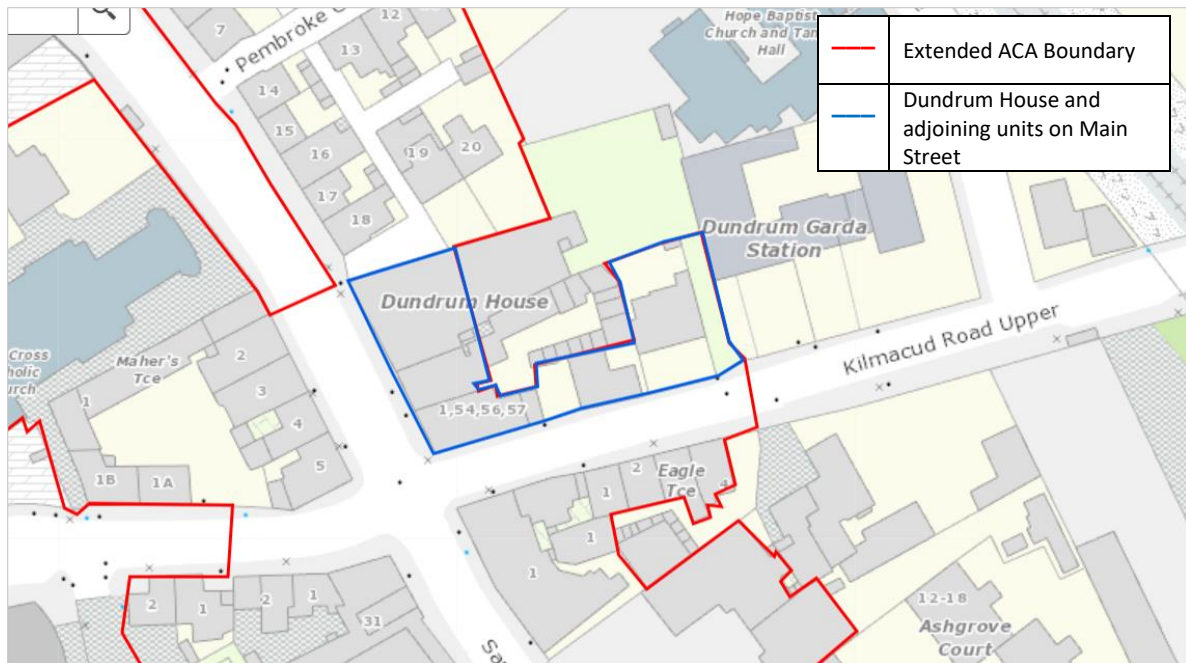 7
Pembroke C
12
13
14
15
16
17
18
19
20
Hope Baptis
Church and Tam
Hall
Extended ACA Boundary
Dundrum House and
adjoining units on Main
Street
Dundrum Garda
Station
Dundrum House
Kilmacud Road Upper
Cross
holic
urch
Maher's
Tce
1
2
3
4
5
1B
1A
1,54,56,57
Eagle
Tce
1
2
4
1
1
2
1
2
1
31
12-18
Ashgrove
Court